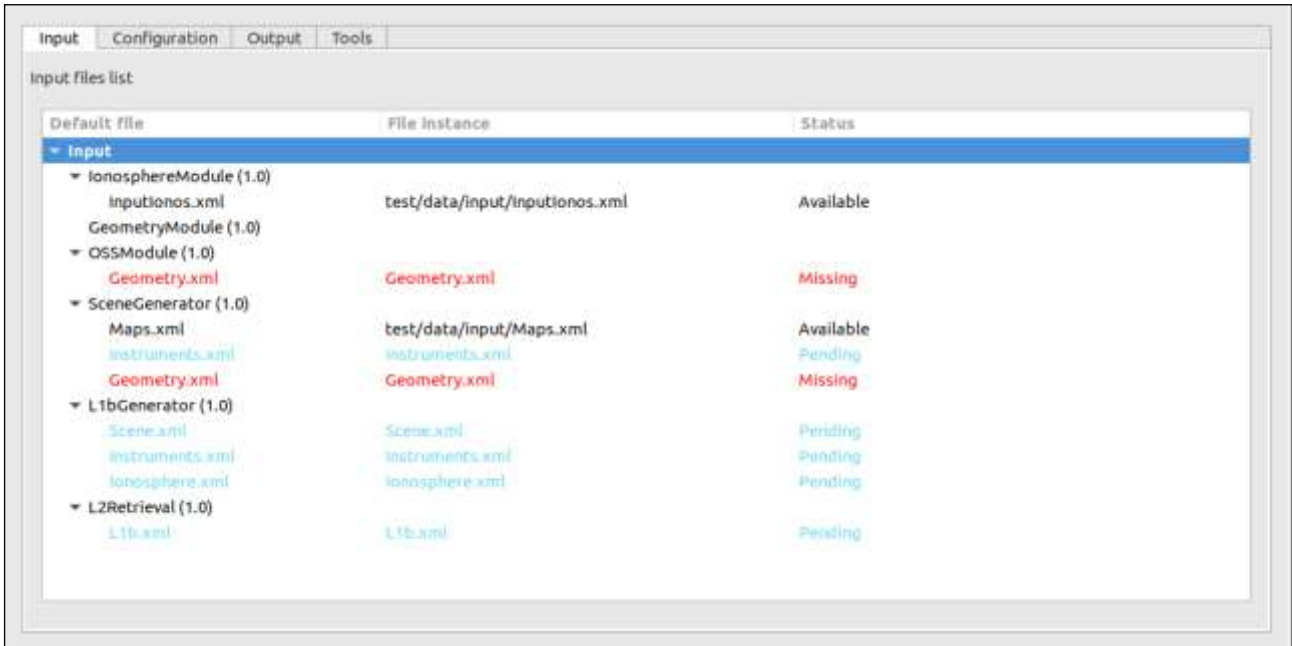 Input Configuration Output Tools
Input files list
Default file File Instance Status
Input
IonosphereModule (1.0)
InputIonos.xml test/data/input/InputIonos.xml Available
GeometryModule (1.0)
OSSModule (1.0)
Geometry.xml Geometry.xml Missing
SceneGenerator (1.0)
Maps.xml test/data/input/Maps.xml Available
Instruments.xml Instruments.xml Pending
Geometry.xml Geometry.xml Missing
L1bGenerator (1.0)
Scene.xml Scene.xml Pending
Instruments.xml Instruments.xml Pending
Ionosphere.xml Ionosphere.xml Pending
L2Retrieval (1.0)
L1b.xml L1b.xml Pending